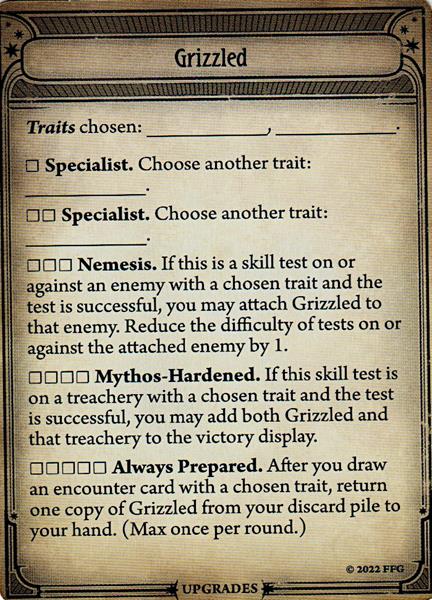 Grizzled
Traits chosen: ____________, ____________.
☐ Specialist. Choose another trait:
____________.
☐☐ Specialist. Choose another trait:
____________.
☐☐☐ Nemesis. If this is a skill test on or
against an enemy with a chosen trait and the
test is successful, you may attach Grizzled to
that enemy. Reduce the difficulty of tests on or
against the attached enemy by 1.
☐☐☐☐ Mythos-Hardened. If this skill test is
on a treachery with a chosen trait and the test
is successful, you may add both Grizzled and
that treachery to the victory display.
☐☐☐☐☐ Always Prepared. After you draw
an encounter card with a chosen trait, return
one copy of Grizzled from your discard pile to
your hand. (Max once per round.)
© 2022 FFG
UPGRADES